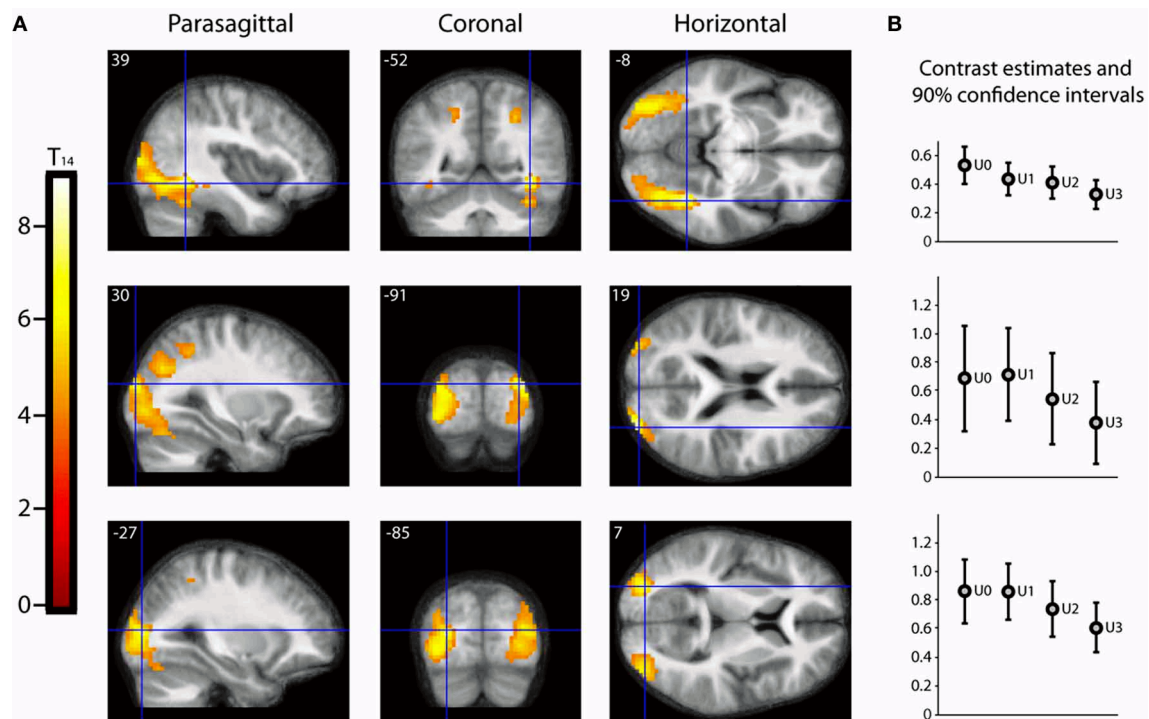 A
Parasagittal
Coronal
Horizontal
B
39
-52
-8
Contrast estimates and
90% confidence intervals
T14
8
6
4
2
0
0.6
0.4
0.2
0
U0
U1
U2
U3
30
-91
19
1.2
1.0
0.8
0.6
0.4
0.2
0
U0
U1
U2
U3
-27
-85
7
1.2
1.0
0.8
0.6
0.4
0.2
0
U0
U1
U2
U3